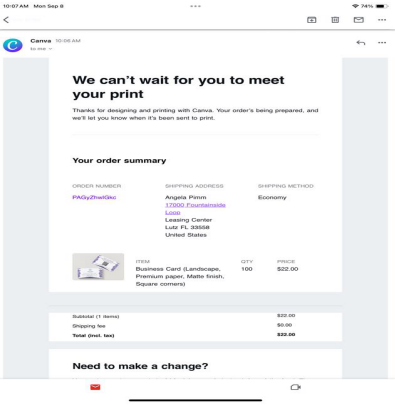 10:07 AM Mon Sep 8
74%
Canva 10:06 AM
to me
We can't wait for you to meet
your print
Thanks for designing and printing with Canva. Your order's being prepared, and
we'll let you know when it's been sent to print.
Your order summary
ORDER NUMBER
SHIPPING ADDRESS
SHIPPING METHOD
PAGyZhwIGkc
Angela Pimm
Economy
17000 Fountainside
Loop
Leasing Center
Lutz FL 33558
United States
ITEM
QTY
PRICE
Business Card (Landscape,
100
$22.00
Premium paper, Matte finish,
Square corners)
Subtotal (1 items)
$22.00
Shipping fee
$0.00
Total (incl. tax)
$22.00
Need to make a change?